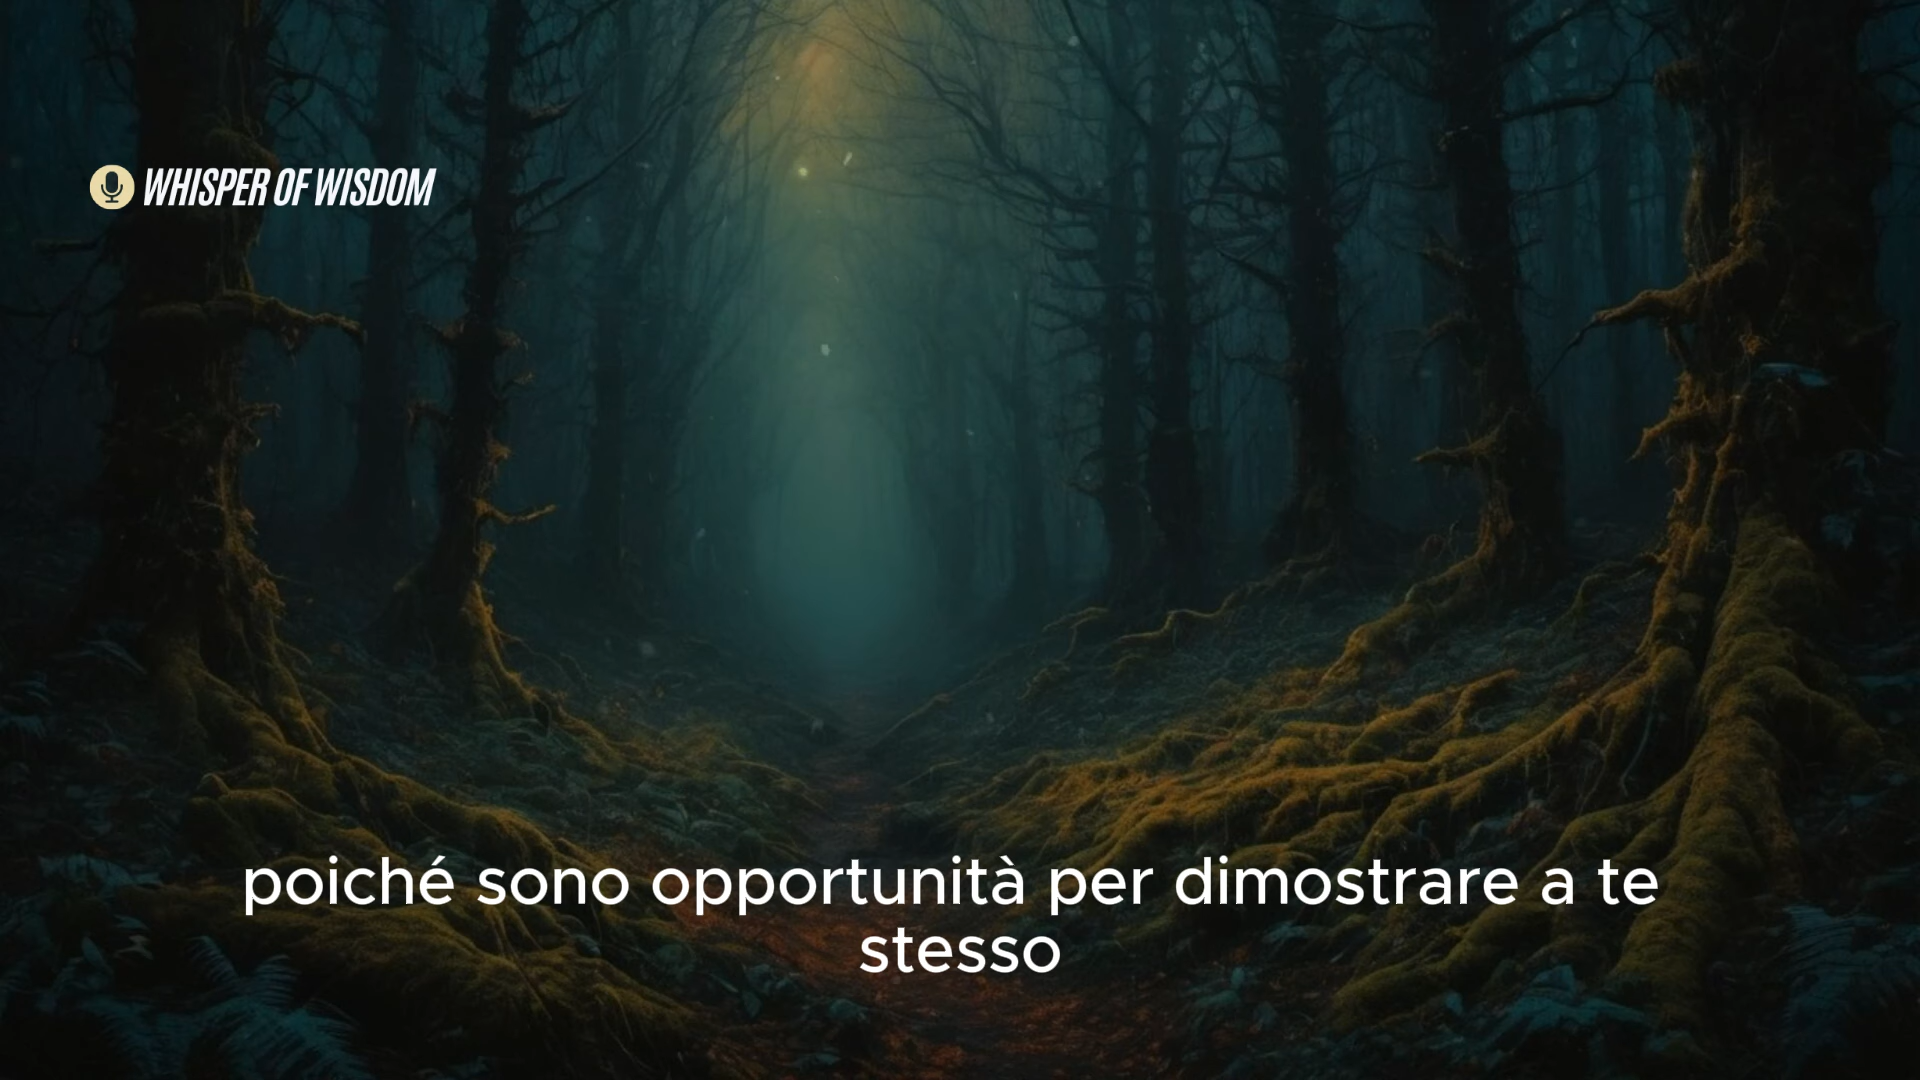 WHISPER OF WISDOM
poiché sono opportunità per dimostrare a te
stesso